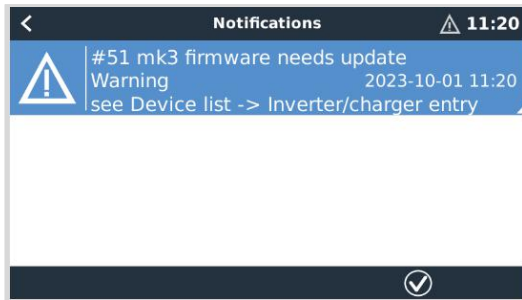 Notifications 11:20
#51 mk3 firmware needs update
Warning 2023-10-01 11:20
see Device list -> Inverter/charger entry